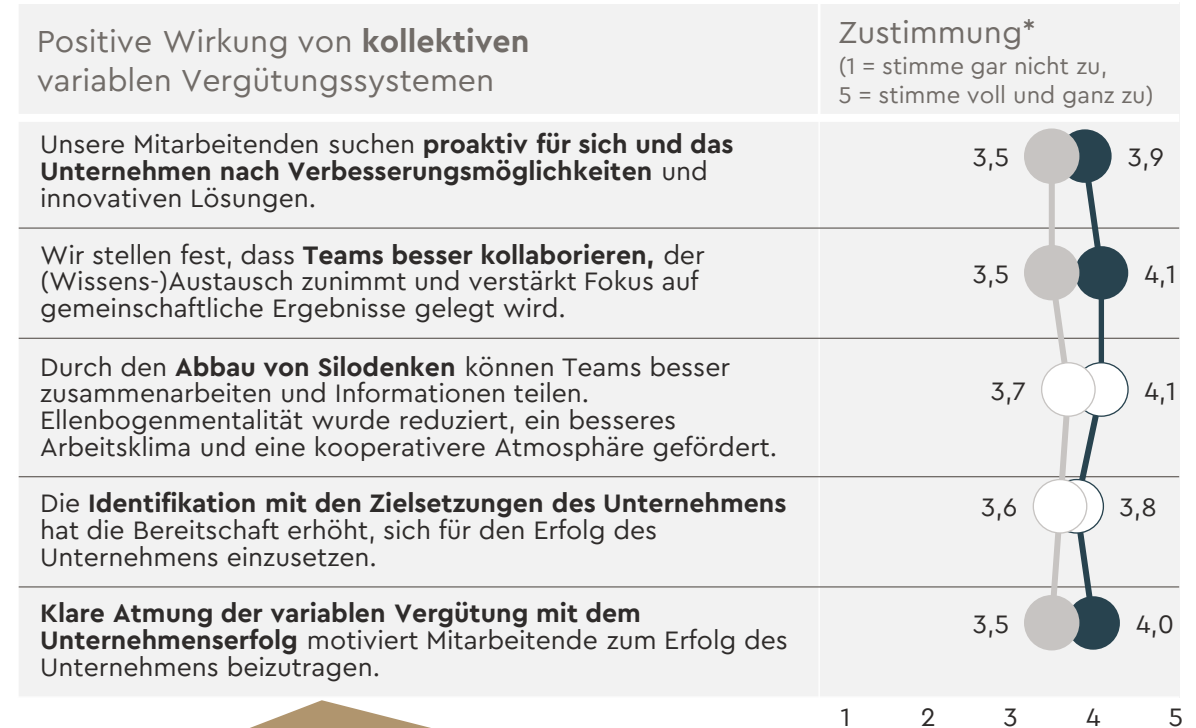 Positive Wirkung von kollektiven
variablen Vergütungssystemen
Zustimmung*
(1 = stimme gar nicht zu,
5 = stimme voll und ganz zu)
Unsere Mitarbeitenden suchen proaktiv für sich und das
Unternehmen nach Verbesserungsmöglichkeiten und
innovativen Lösungen.
3,5 3,9
Wir stellen fest, dass Teams besser kollaborieren, der
(Wissens-)Austausch zunimmt und verstärkt Fokus auf
gemeinschaftliche Ergebnisse gelegt wird.
3,5 4,1
Durch den Abbau von Silodenken können Teams besser
zusammenarbeiten und Informationen teilen.
Ellenbogenmentalität wurde reduziert, ein besseres
Arbeitsklima und eine kooperativere Atmosphäre gefördert.
3,7 4,1
Die Identifikation mit den Zielsetzungen des Unternehmens
hat die Bereitschaft erhöht, sich für den Erfolg des
Unternehmens einzusetzen.
3,6 3,8
Klare Atmung der variablen Vergütung mit dem
Unternehmenserfolg motiviert Mitarbeitende zum Erfolg des
Unternehmens beizutragen.
3,5 4,0
1 2 3 4 5